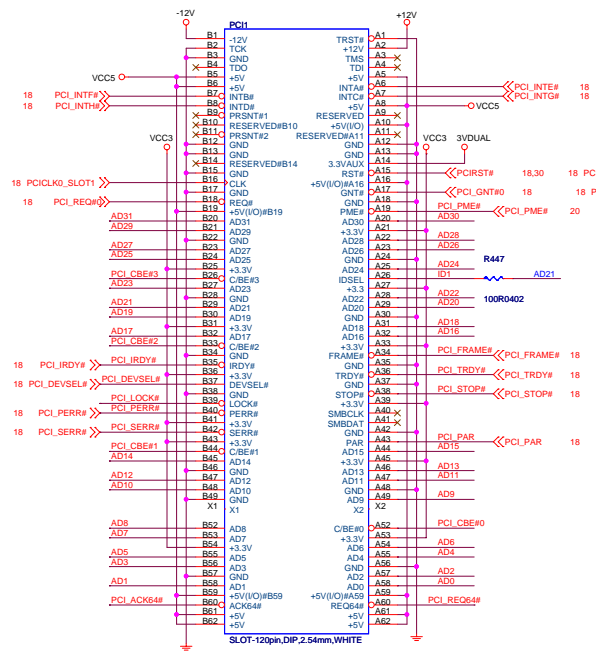 -12V +12V
PCI1
B1 -12V TRST# A1
B2 TCK +12V A2
B3 GND TMS A3
B4 TDO TDI A4
VCC5 B5 +5V +5V A5
B6 +5V INTA# A6 PCI_INTE# 18
18 PCI_INTF# B7 INTB# INTC# A7 PCI_INTG# 18
18 PCI_INTH# B8 INTD# +5V A8 VCC5
B9 PRSNT#1 RESERVED A9
B10 RESERVED#B10 +5V(I/O) A10
B11 PRSNT#2 RESERVED#A11 A11
B12 GND GND A12
VCC3 B13 GND GND A13 VCC3 3VDUAL
B14 RESERVED#B14 3.3VAUX A14
B15 GND RST# A15 PCIRST# 18,30 18 PC
18 PCICLK0_SLOT1 B16 CLK +5V(I/O)#A16 A16
B17 GND GNT# A17 PCI_GNT#0 18 18 P
18 PCI_REQ#0 B18 REQ# GND A18
B19 +5V(I/O)#B19 PME# A19 PCI_PME# PCI_PME# 20
AD31 B20 AD31 AD30 A20 AD30
AD29 B21 AD29 +3.3V A21
B22 GND AD28 A22 AD28
AD27 B23 AD27 AD26 A23 AD26
AD25 B24 AD25 GND A24
B25 +3.3V AD24 A25 AD24 R447
PCI_CBE#3 B26 C/BE#3 IDSEL A26 ID1 AD21
AD23 B27 AD23 +3.3 A27
B28 GND AD22 A28 AD22 100R0402
AD21 B29 AD21 AD20 A29 AD20
AD19 B30 AD19 GND A30
B31 +3.3V AD18 A31 AD18
AD17 B32 AD17 AD16 A32 AD16
PCI_CBE#2 B33 C/BE#2 +3.3V A33
B34 GND FRAME# A34 PCI_FRAME# PCI_FRAME# 18
18 PCI_IRDY# PCI_IRDY# B35 IRDY# GND A35
B36 +3.3V TRDY# A36 PCI_TRDY# PCI_TRDY# 18
18 PCI_DEVSEL# PCI_DEVSEL# B37 DEVSEL# GND A37
B38 GND STOP# A38 PCI_STOP# PCI_STOP# 18
PCI_LOCK# B39 LOCK# +3.3V A39
18 PCI_PERR# PCI_PERR# B40 PERR# SMBCLK A40
B41 +3.3V SMBDAT A41
18 PCI_SERR# PCI_SERR# B42 SERR# GND A42
B43 +3.3V PAR A43 PCI_PAR PCI_PAR 18
PCI_CBE#1 B44 C/BE#1 AD15 A44 AD15
AD14 B45 AD14 +3.3V A45
B46 GND AD13 A46 AD13
AD12 B47 AD12 AD11 A47 AD11
AD10 B48 AD10 GND A48
B49 GND AD9 A49 AD9
X1 X1 X2 X2
AD8 B52 AD8 C/BE#0 A52 PCI_CBE#0
AD7 B53 AD7 +3.3V A53
B54 +3.3V AD6 A54 AD6
AD5 B55 AD5 AD4 A55 AD4
AD3 B56 AD3 GND A56
B57 GND AD2 A57 AD2
AD1 B58 AD1 AD0 A58 AD0
B59 +5V(I/O)#B59 +5V(I/O)#A59 A59
PCI_ACK64# B60 ACK64# REQ64# A60 PCI_REQ64#
B61 +5V +5V A61
B62 +5V +5V A62
SLOT-120pin,DIP,2.54mm,WHITE